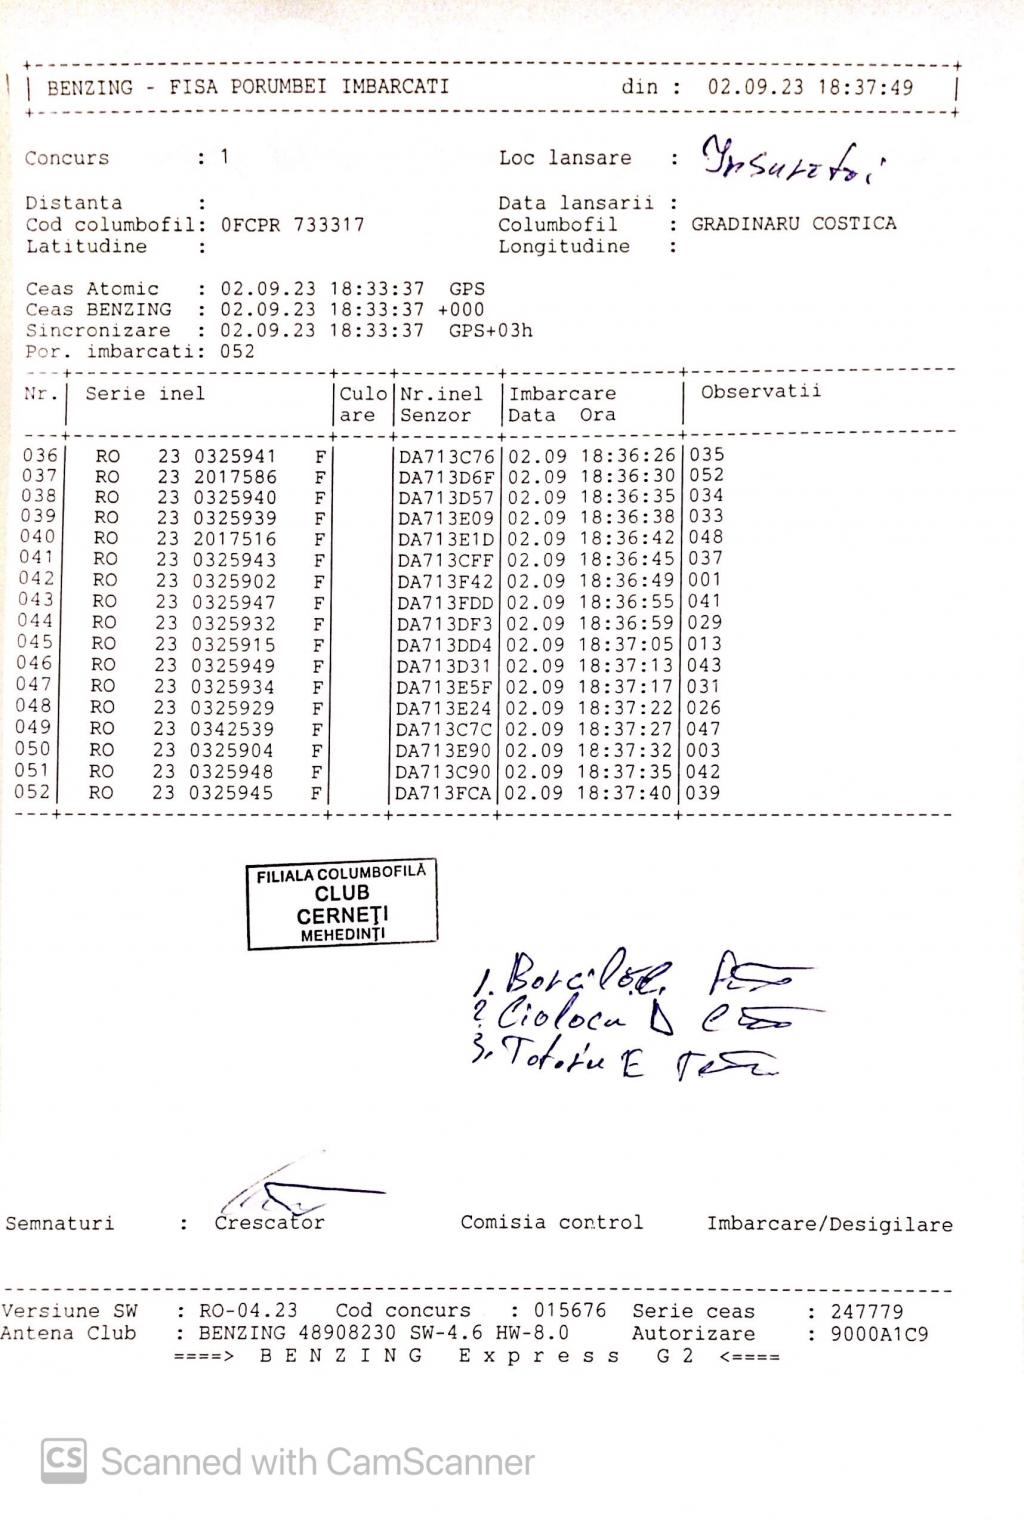 BENZING - FISA PORUMBEI IMBARCATI din : 02.09.23 18:37:49
Concurs : 1 Loc lansare : Insuratei
Distanta : Data lansarii :
Cod columbofil: 0FCPR 733317 Columbofil : GRADINARU COSTICA
Latitudine : Longitudine :
Ceas Atomic : 02.09.23 18:33:37 GPS
Ceas BENZING : 02.09.23 18:33:37 +000
Sincronizare : 02.09.23 18:33:37 GPS+03h
Por. imbarcati: 052
Nr. Serie inel Culo Nr.inel Imbarcare Observatii
are Senzor Data Ora
036 RO 23 0325941 F DA713C76 02.09 18:36:26 035
037 RO 23 2017586 F DA713D6F 02.09 18:36:30 052
038 RO 23 0325940 F DA713D57 02.09 18:36:35 034
039 RO 23 0325939 F DA713E09 02.09 18:36:38 033
040 RO 23 2017516 F DA713E1D 02.09 18:36:42 048
041 RO 23 0325943 F DA713CFF 02.09 18:36:45 037
042 RO 23 0325902 F DA713F42 02.09 18:36:49 001
043 RO 23 0325947 F DA713FDD 02.09 18:36:55 041
044 RO 23 0325932 F DA713DF3 02.09 18:36:59 029
045 RO 23 0325915 F DA713DD4 02.09 18:37:05 013
046 RO 23 0325949 F DA713D31 02.09 18:37:13 043
047 RO 23 0325934 F DA713E5F 02.09 18:37:17 031
048 RO 23 0325929 F DA713E24 02.09 18:37:22 026
049 RO 23 0342539 F DA713C7C 02.09 18:37:27 047
050 RO 23 0325904 F DA713E90 02.09 18:37:32 003
051 RO 23 0325948 F DA713C90 02.09 18:37:35 042
052 RO 23 0325945 F DA713FCA 02.09 18:37:40 039
FILIALA COLUMBOFILĂ
CLUB
CERNEŢI
MEHEDINŢI
1.
2. Ciolocu D
3. E
Semnaturi : Crescator Comisia control Imbarcare/Desigilare
Versiune SW : RO-04.23 Cod concurs : 015676 Serie ceas : 247779
Antena Club : BENZING 48908230 SW-4.6 HW-8.0 Autorizare : 9000A1C9
====> B E N Z I N G E x p r e s s G 2 <====
CS Scanned with CamScanner